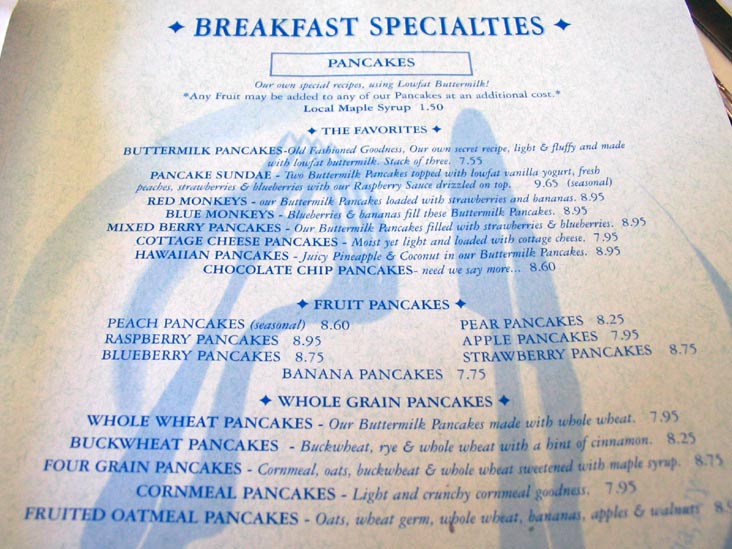 ✦ BREAKFAST SPECIALTIES ✦
PANCAKES
Our own special recipes, using Lowfat Buttermilk!
*Any Fruit may be added to any of our Pancakes at an additional cost.*
Local Maple Syrup 1.50
✦ THE FAVORITES ✦
BUTTERMILK PANCAKES-Old Fashioned Goodness, Our own secret recipe, light & fluffy and made
with lowfat buttermilk. Stack of three. 7.55
PANCAKE SUNDAE - Two Buttermilk Pancakes topped with lowfat vanilla yogurt, fresh
peaches, strawberries & blueberries with our Raspberry Sauce drizzled on top. 9.65 (seasonal)
RED MONKEYS - our Buttermilk Pancakes loaded with strawberries and bananas. 8.95
BLUE MONKEYS - Blueberries & bananas fill these Buttermilk Pancakes. 8.95
MIXED BERRY PANCAKES - Our Buttermilk Pancakes filled with strawberries & blueberries. 8.95
COTTAGE CHEESE PANCAKES - Moist yet light and loaded with cottage cheese. 7.95
HAWAIIAN PANCAKES - Juicy Pineapple & Coconut in our Buttermilk Pancakes. 8.95
CHOCOLATE CHIP PANCAKES- need we say more... 8.60
✦ FRUIT PANCAKES ✦
PEACH PANCAKES (seasonal) 8.60 PEAR PANCAKES 8.25
RASPBERRY PANCAKES 8.95 APPLE PANCAKES 7.95
BLUEBERRY PANCAKES 8.75 STRAWBERRY PANCAKES 8.75
BANANA PANCAKES 7.75
✦ WHOLE GRAIN PANCAKES ✦
WHOLE WHEAT PANCAKES - Our Buttermilk Pancakes made with whole wheat. 7.95
BUCKWHEAT PANCAKES - Buckwheat, rye & whole wheat with a hint of cinnamon. 8.25
FOUR GRAIN PANCAKES - Cornmeal, oats, buckwheat & whole wheat sweetened with maple syrup. 8.75
CORNMEAL PANCAKES - Light and crunchy cornmeal goodness. 7.95
FRUITED OATMEAL PANCAKES - Oats, wheat germ, whole wheat, bananas, apples & walnuts